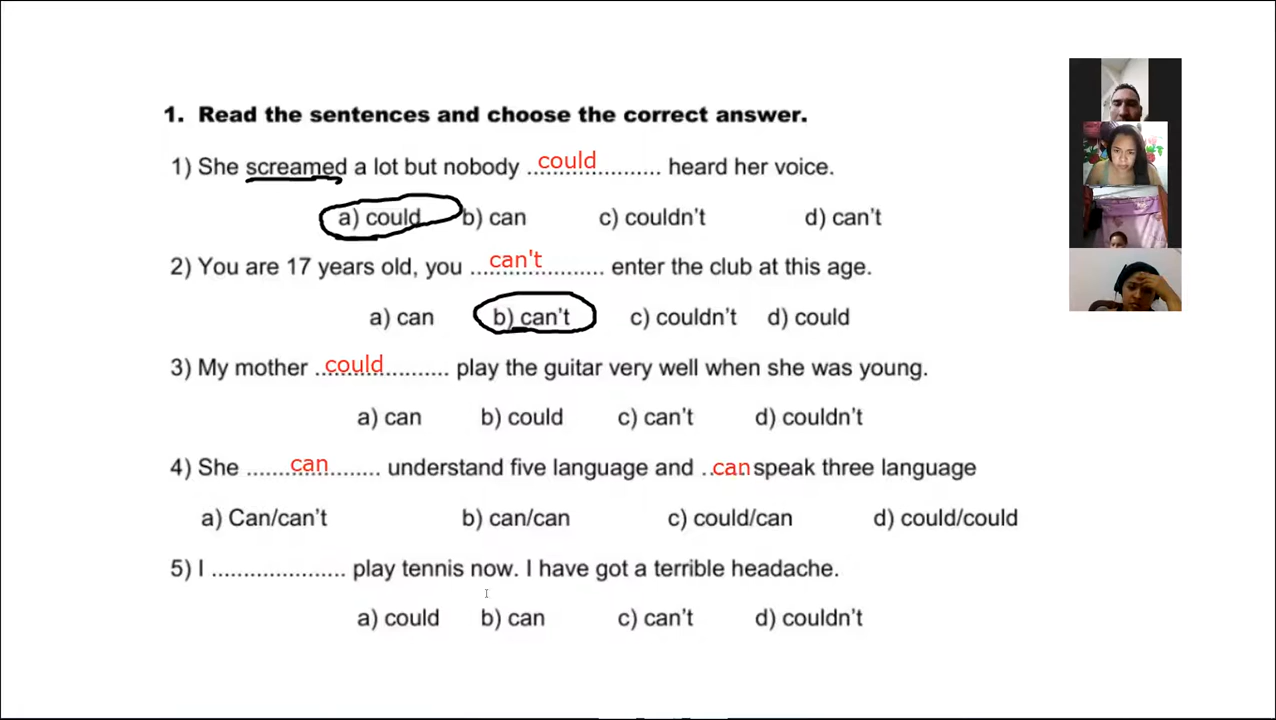 1. Read the sentences and choose the correct answer.
1) She screamed a lot but nobody ..could.. heard her voice.
a) could b) can c) couldn't d) can't
2) You are 17 years old, you ..can't.. enter the club at this age.
a) can b) can't c) couldn't d) could
3) My mother ..could.. play the guitar very well when she was young.
a) can b) could c) can't d) couldn't
4) She ..can.. understand five language and ..can speak three language
a) Can/can't b) can/can c) could/can d) could/could
5) I ..................... play tennis now. I have got a terrible headache.
a) could b) can c) can't d) couldn't